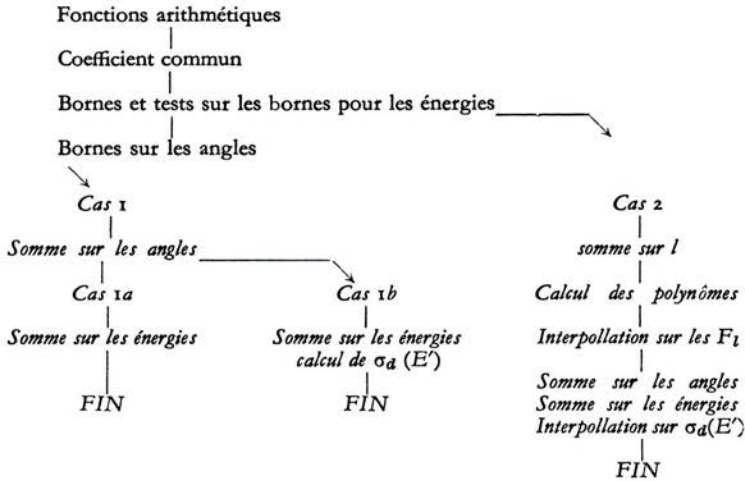 Fonctions arithmétiques
Coefficient commun
Bornes et tests sur les bornes pour les énergies
Bornes sur les angles
Cas 1
Somme sur les angles
Cas 1a
Somme sur les énergies
FIN
Cas 1b
Somme sur les énergies
calcul de σd (E′)
FIN
Cas 2
somme sur l
Calcul des polynômes
Interpollation sur les Fl
Somme sur les angles
Somme sur les énergies
Interpollation sur σd(E′)
FIN